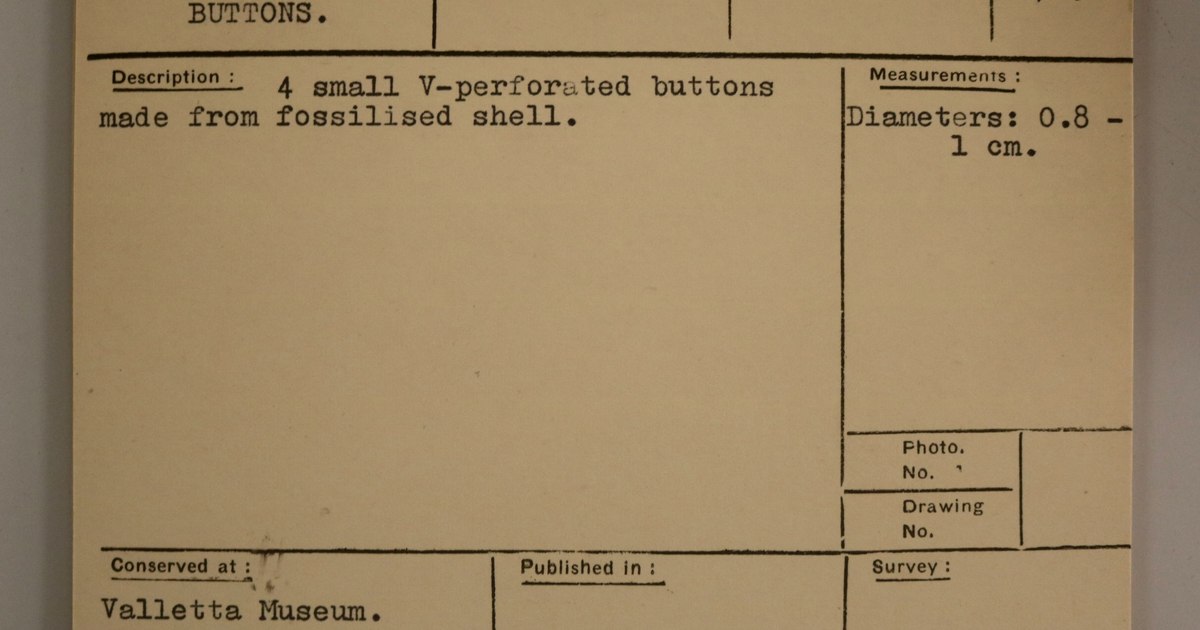 BUTTONS.
Description : 4 small V-perforated buttons
made from fossilised shell.
Measurements :
Diameters: 0.8 -
1 cm.
Photo.
No.
Drawing
No.
Conserved at :
Valletta Museum.
Published in :
Survey :